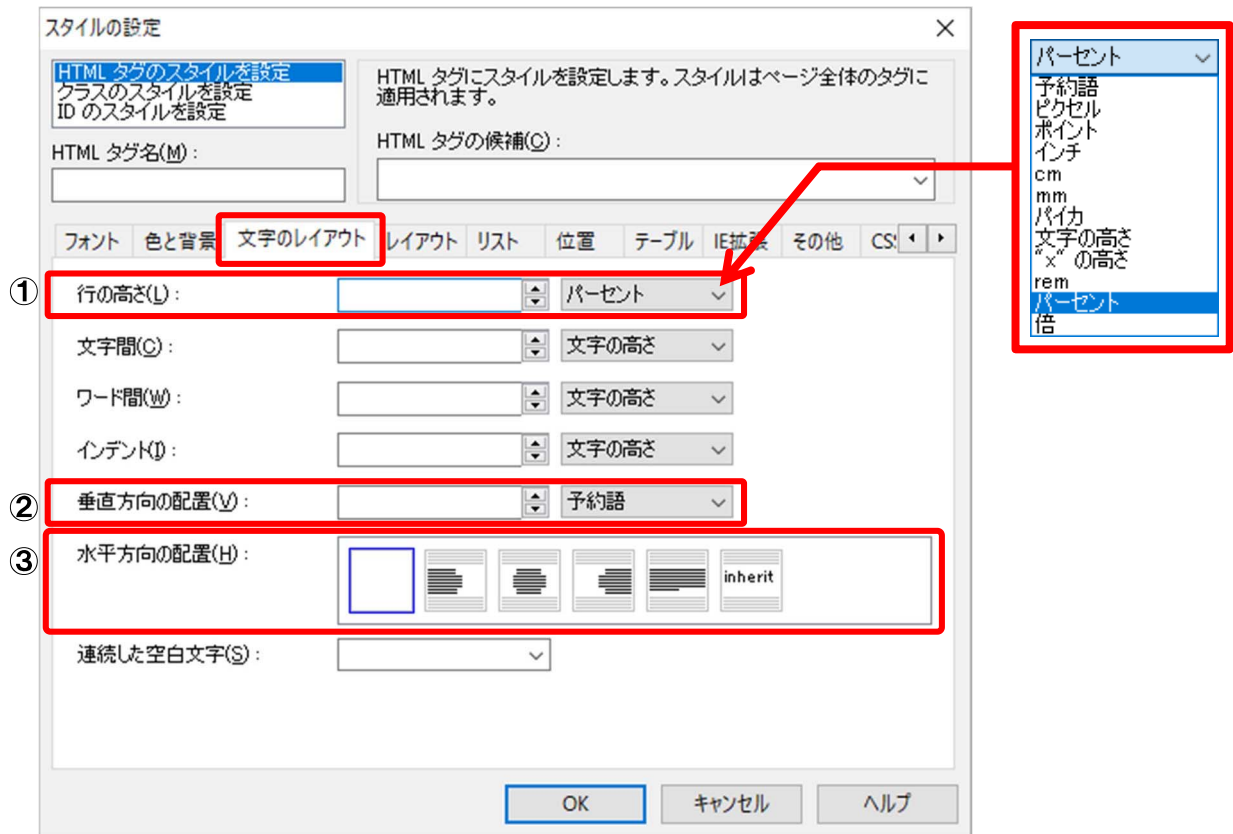 スタイルの設定
HTML タグのスタイルを設定
クラスのスタイルを設定
ID のスタイルを設定
HTML タグにスタイルを設定します。スタイルはページ全体のタグに
適用されます。
HTML タグ名(M) :
HTML タグの候補(C) :
フォント 色と背景 文字のレイアウト レイアウト リスト 位置 テーブル IE拡張 その他 CS
① 行の高さ(L) : パーセント
文字間(C) : 文字の高さ
ワード間(W) : 文字の高さ
インデント(I) : 文字の高さ
② 垂直方向の配置(V) : 予約語
③ 水平方向の配置(H) : inherit
連続した空白文字(S) :
OK キャンセル ヘルプ
パーセント
予約語
ピクセル
ポイント
インチ
cm
mm
パイカ
文字の高さ
"x" の高さ
rem
パーセント
倍